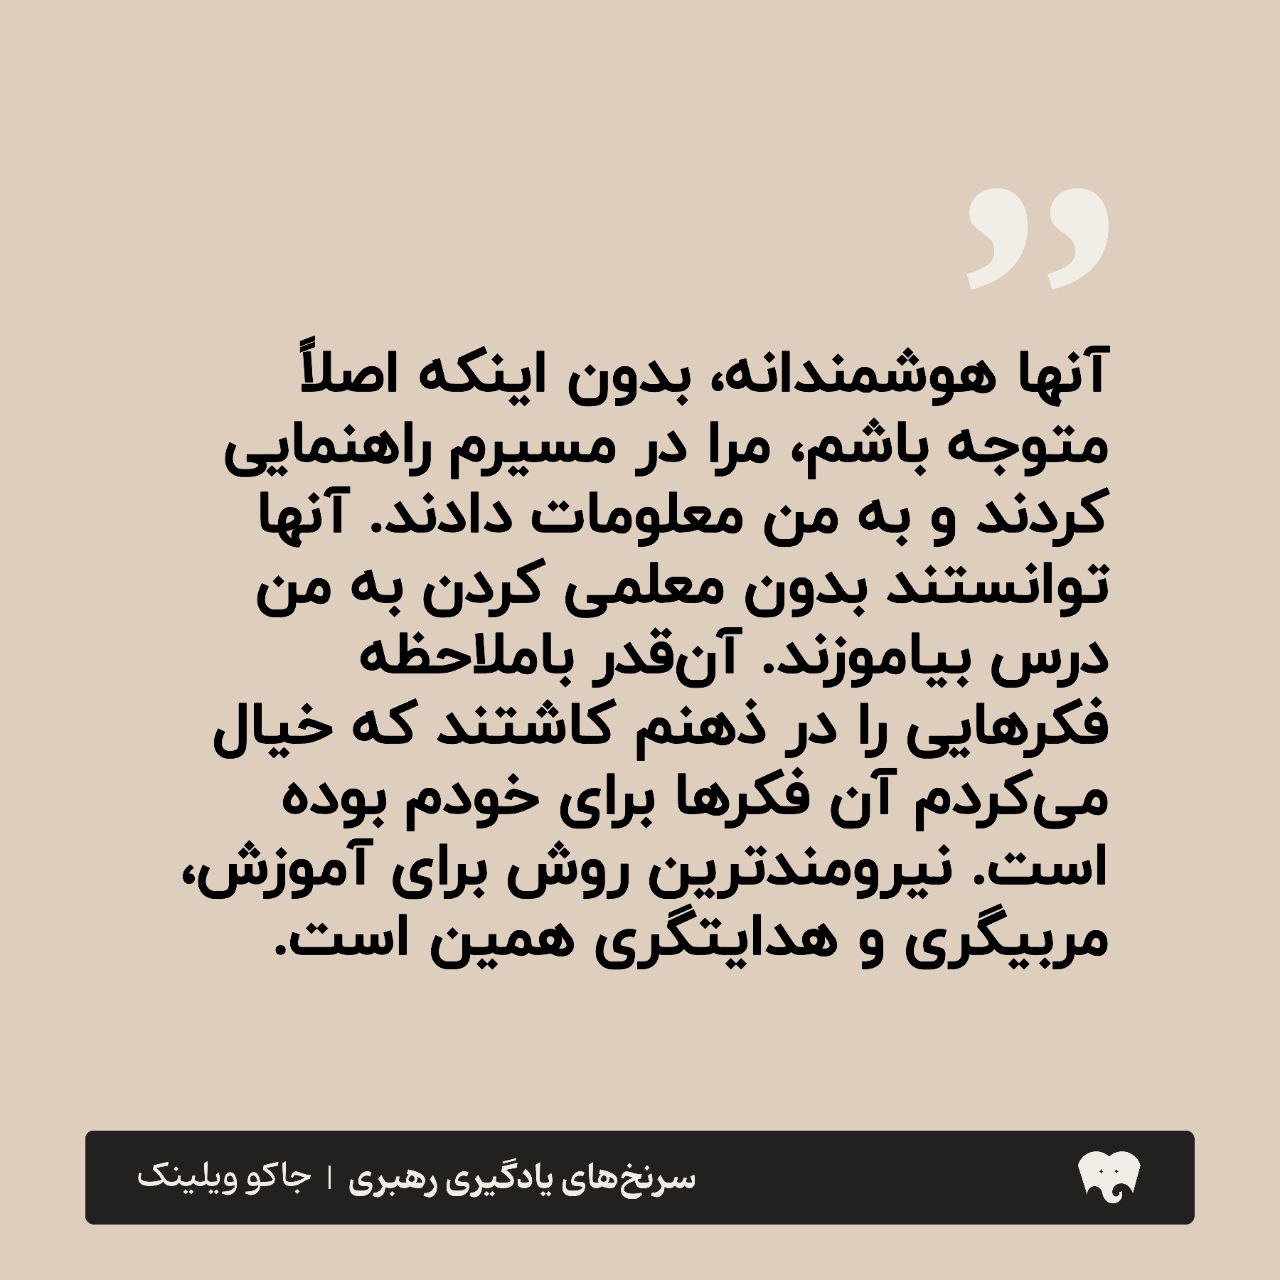 ”
آنها هوشمندانه، بدون اینکه اصلاً
متوجه باشم، مرا در مسیرم راهنمایی
کردند و به من معلومات دادند. آنها
توانستند بدون معلمی کردن به من
درس بیاموزند. آن‌قدر باملاحظه
فکرهایی را در ذهنم کاشتند که خیال
می‌کردم آن فکرها برای خودم بوده
است. نیرومندترین روش برای آموزش،
مربیگری و هدایتگری همین است.
سرنخ‌های یادگیری رهبری | جاکو ویلینک